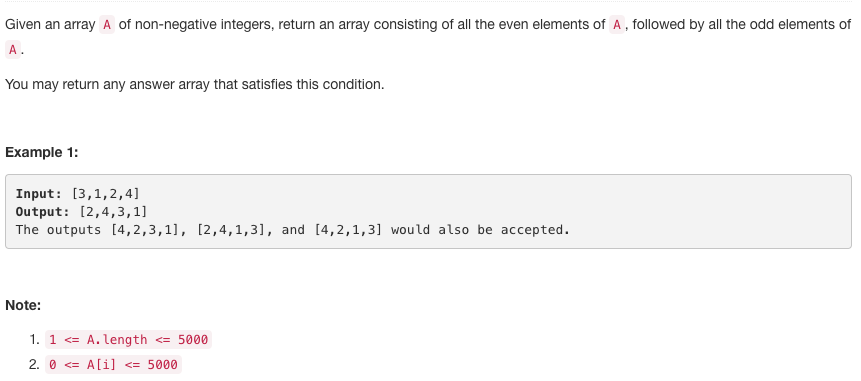 Given an array A of non-negative integers, return an array consisting of all the even elements of A , followed by all the odd elements of
A .
You may return any answer array that satisfies this condition.
Example 1:
Input: [3,1,2,4]
Output: [2,4,3,1]
The outputs [4,2,3,1], [2,4,1,3], and [4,2,1,3] would also be accepted.
Note:
1. 1 <= A.length <= 5000
2. 0 <= A[i] <= 5000